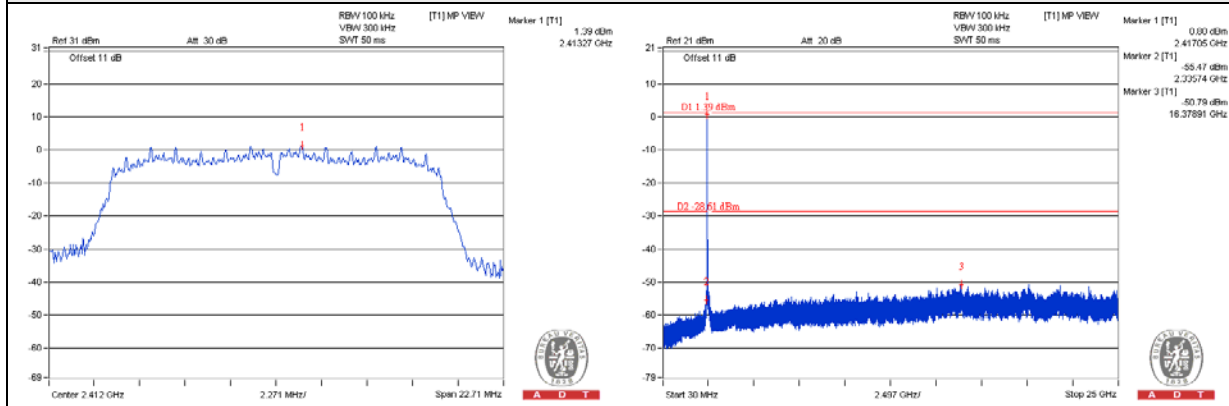 RBW 100 kHz [T1] MP VIEW
VBW 300 kHz
Ref 31 dBm Att 30 dB SWT 50 ms
Marker 1 [T1]
1.39 dBm
2.41327 GHz
Offset 11 dB
31
20
10
0
-10
-20
-30
-40
-50
-60
-69
1
Center 2.412 GHz 2.271 MHz/ Span 22.71 MHz
BUREAU VERITAS
1828
A D T
RBW 100 kHz [T1] MP VIEW
VBW 300 kHz
Ref 21 dBm Att 20 dB SWT 50 ms
Marker 1 [T1]
0.80 dBm
2.41705 GHz
Marker 2 [T1]
-55.47 dBm
2.33574 GHz
Marker 3 [T1]
-50.79 dBm
16.37891 GHz
Offset 11 dB
21
10
0
-10
-20
-30
-40
-50
-60
-70
-79
1
D1 1.39 dBm
D2 -28.61 dBm
2
3
Start 30 MHz 2.497 GHz/ Stop 25 GHz
BUREAU VERITAS
1828
A D T